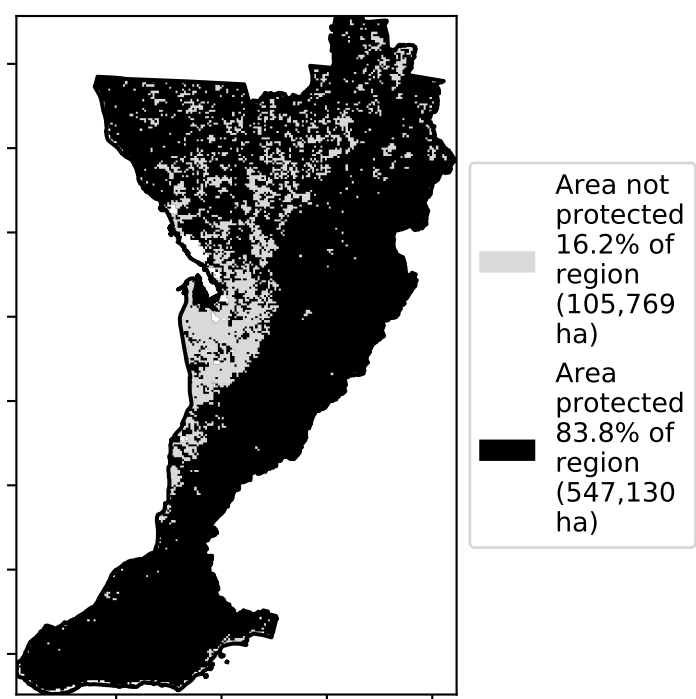 Area not
protected
16.2% of
region
(105,769
ha)
Area
protected
83.8% of
region
(547,130
ha)